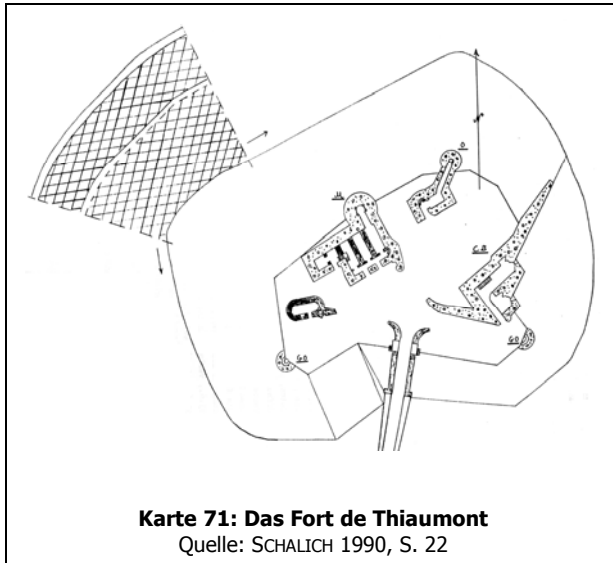 O
C.B
Karte 71: Das Fort de Thiaumont
Quelle: SCHALICH 1990, S. 22